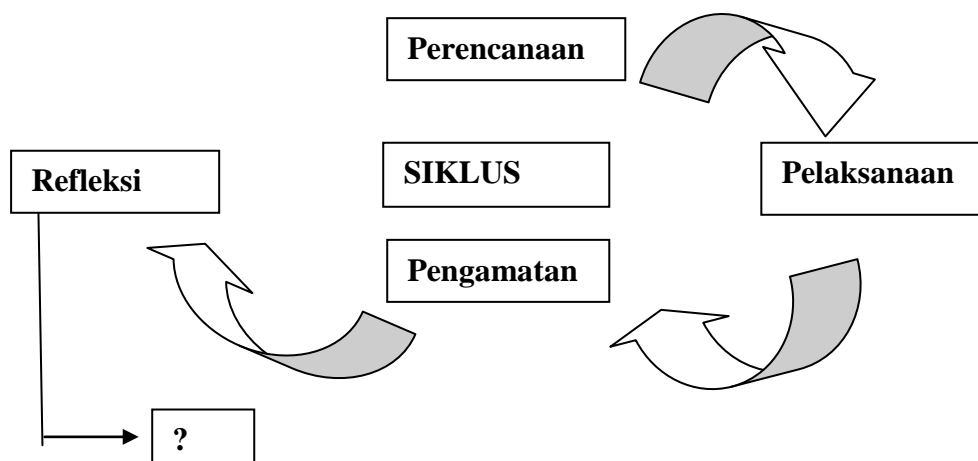 Perencanaan
Refleksi
SIKLUS
Pelaksanaan
Pengamatan
?